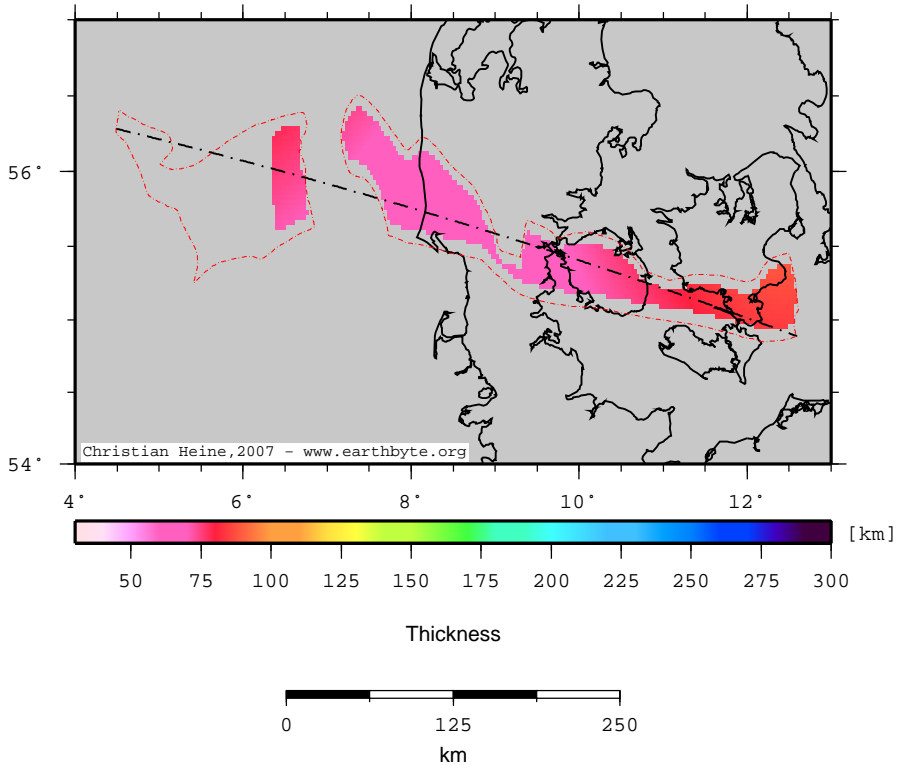 56°
54°
Christian Heine,2007 - www.earthbyte.org
4° 6° 8° 10° 12°
[km]
50 75 100 125 150 175 200 225 250 275 300
Thickness
0 125 250
km